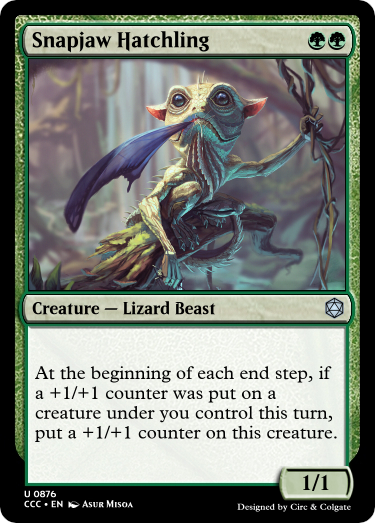 Snapjaw Hatchling
Creature — Lizard Beast
At the beginning of each end step, if
a +1/+1 counter was put on a
creature under you control this turn,
put a +1/+1 counter on this creature.
1/1
U 0876
CCC • EN Asur Misoa
Designed by Circ & Colgate